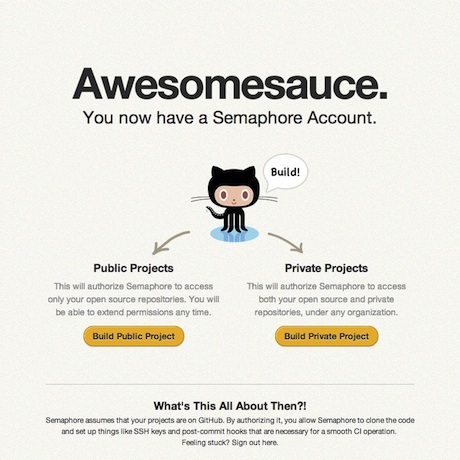 Awesomesauce.
You now have a Semaphore Account.
Build!
Public Projects
This will authorize Semaphore to access
only your open source repositories. You will
be able to extend permissions any time.
Build Public Project
Private Projects
This will authorize Semaphore to access
both your open source and private
repositories, under any organization.
Build Private Project
What's This All About Then?!
Semaphore assumes that your projects are on GitHub. By authorizing it, you allow Semaphore to clone the code
and set up things like SSH keys and post-commit hooks that are necessary for a smooth CI operation.
Feeling stuck? Sign out here.